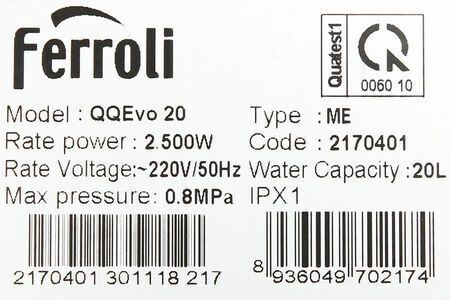 Ferroli
Quatest1
0060 10
Model : QQEvo 20
Type : ME
Rate power : 2.500W
Code : 2170401
Rate Voltage:~220V/50Hz
Water Capacity :20L
Max pressure: 0.8MPa
IPX1
2170401 301118 217
8 936049 702174